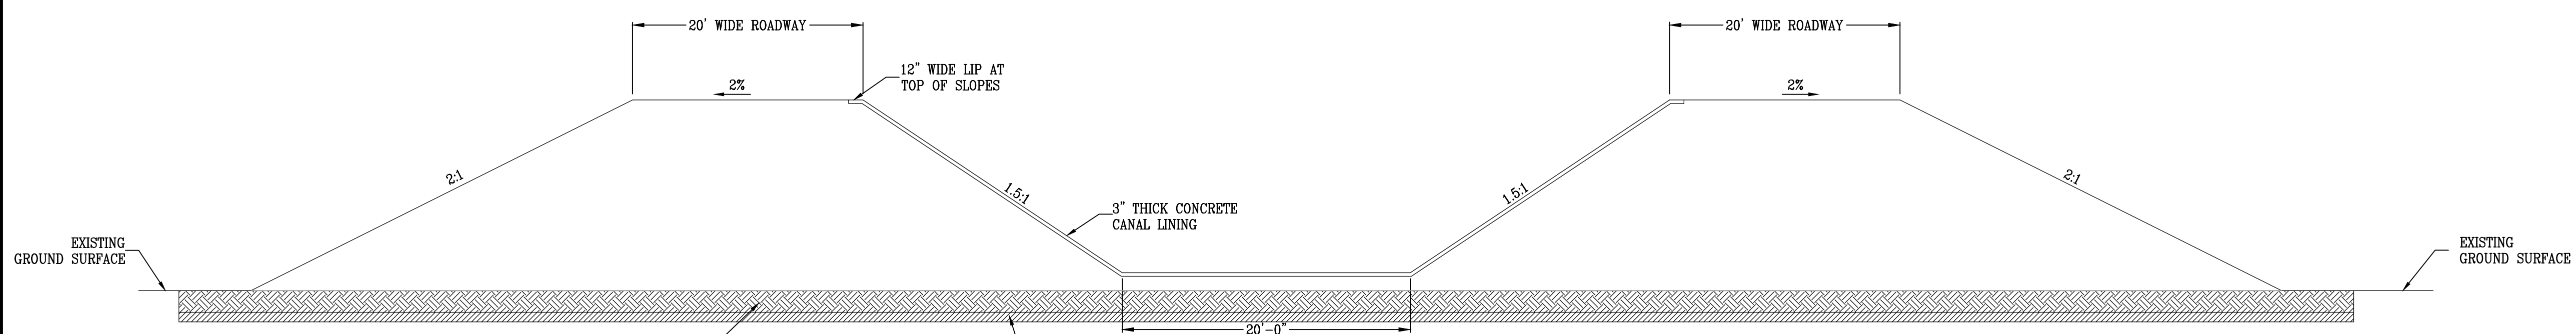 20' WIDE ROADWAY
20' WIDE ROADWAY
12" WIDE LIP AT
TOP OF SLOPES
2%
2%
2:1
1.5:1
1.5:1
2:1
3" THICK CONCRETE
CANAL LINING
EXISTING
GROUND SURFACE
EXISTING
GROUND SURFACE
20'-0"